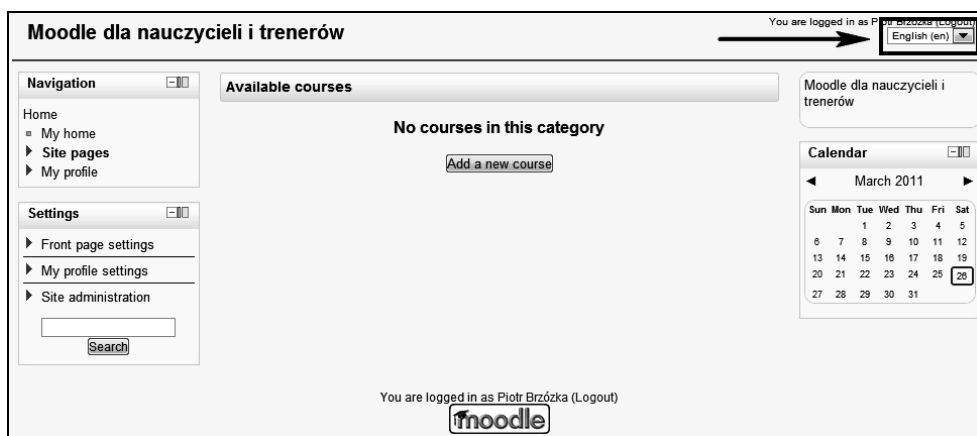 Moodle dla nauczycieli i trenerów
You are logged in as Piotr Brzózka (Logout)
English (en)
Navigation
Home
My home
Site pages
My profile
Settings
Front page settings
My profile settings
Site administration
Search
Available courses
No courses in this category
Add a new course
Moodle dla nauczycieli i
trenerów
Calendar
March 2011
Sun Mon Tue Wed Thu Fri Sat
1 2 3 4 5
6 7 8 9 10 11 12
13 14 15 16 17 18 19
20 21 22 23 24 25 26
27 28 29 30 31
You are logged in as Piotr Brzózka (Logout)
moodle